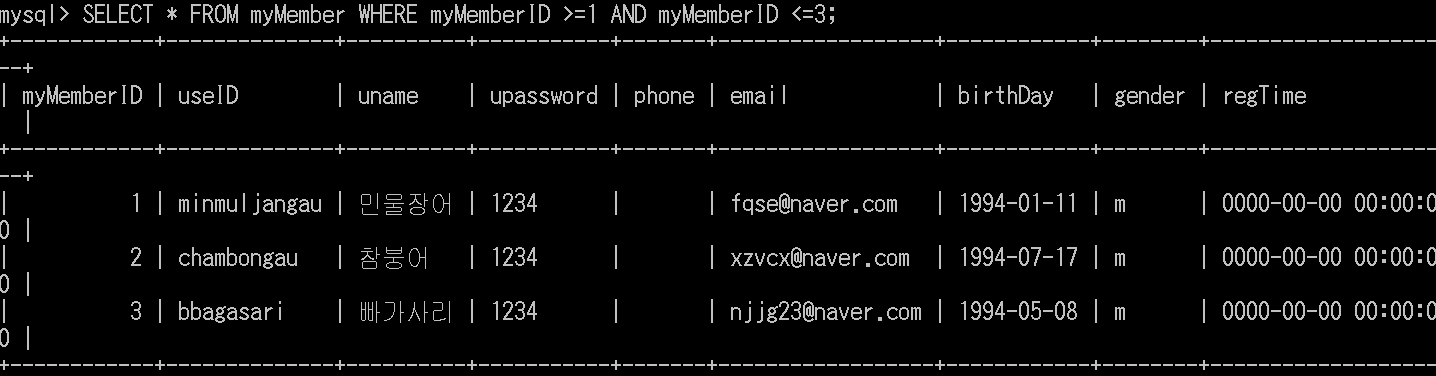 mysql> SELECT * FROM myMember WHERE myMemberID >=1 AND myMemberID <=3;
+------------+--------------+-----------+-----------+-------+------------------+------------+--------+-------------------
--+
| myMemberID | useID        | uname     | upassword | phone | email            | birthDay   | gender | regTime
  |
+------------+--------------+-----------+-----------+-------+------------------+------------+--------+-------------------
--+
|          1 | minmuljangau | 민물장어 | 1234      |       | fqse@naver.com   | 1994-01-11 | m      | 0000-00-00 00:00:0
0 |
|          2 | chambongau   | 참붕어   | 1234      |       | xzvcx@naver.com  | 1994-07-17 | m      | 0000-00-00 00:00:0
0 |
|          3 | bbagasari    | 빠가사리 | 1234      |       | njjg23@naver.com | 1994-05-08 | m      | 0000-00-00 00:00:0
0 |
+------------+--------------+-----------+-----------+-------+------------------+------------+--------+-------------------